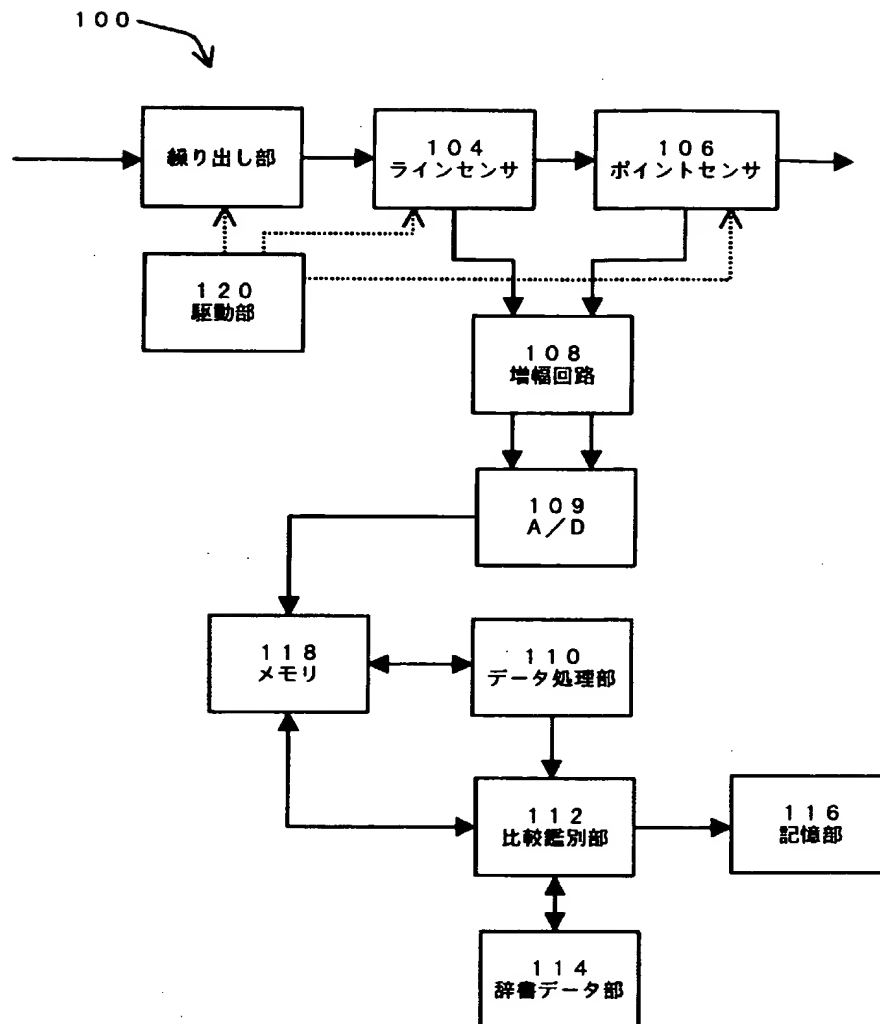 １００
繰り出し部
１０４
ラインセンサ
１０６
ポイントセンサ
１２０
駆動部
１０８
増幅回路
１０９
Ａ／Ｄ
１１８
メモリ
１１０
データ処理部
１１２
比較鑑別部
１１６
記憶部
１１４
辞書データ部